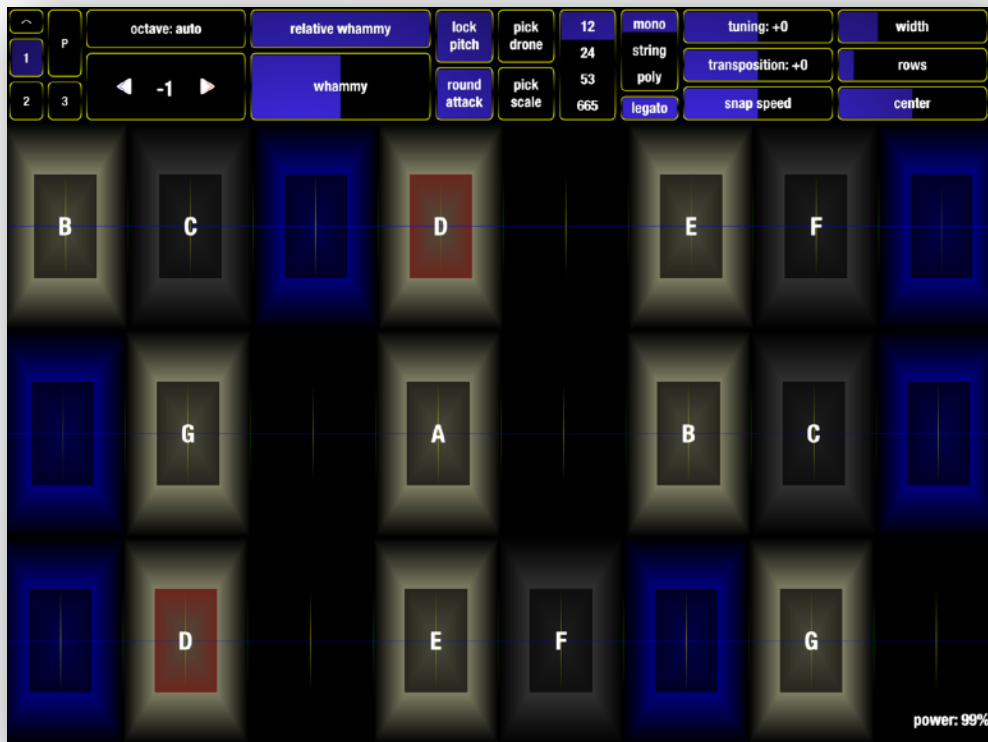 P
1
2
3
octave: auto
-1
relative whammy
whammy
lock
pitch
round
attack
pick
drone
pick
scale
12
24
53
665
mono
string
poly
legato
tuning: +0
transposition: +0
snap speed
width
rows
center
B C D E F
G A B C
D E F G
power: 99%